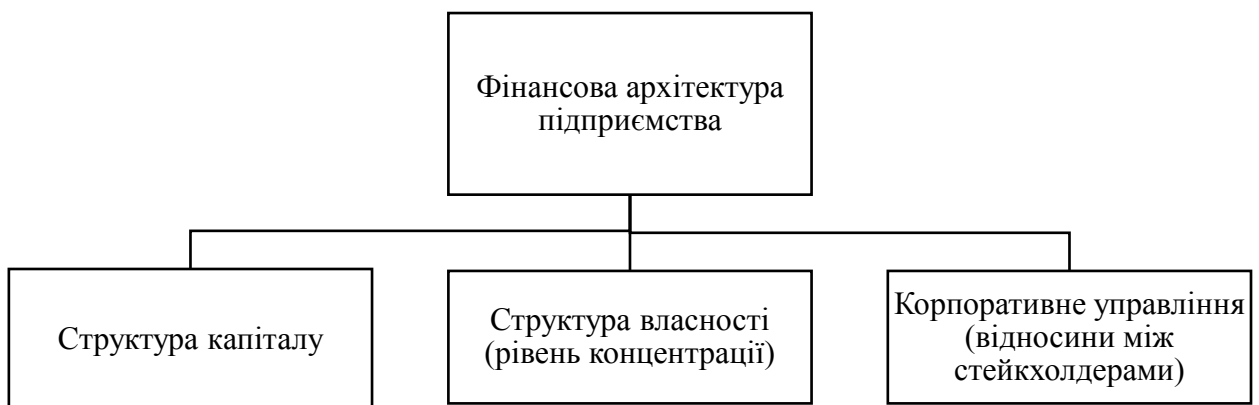 Фінансова архітектура
підприємства
Структура капіталу
Структура власності
(рівень концентрації)
Корпоративне управління
(відносини між
стейкхолдерами)